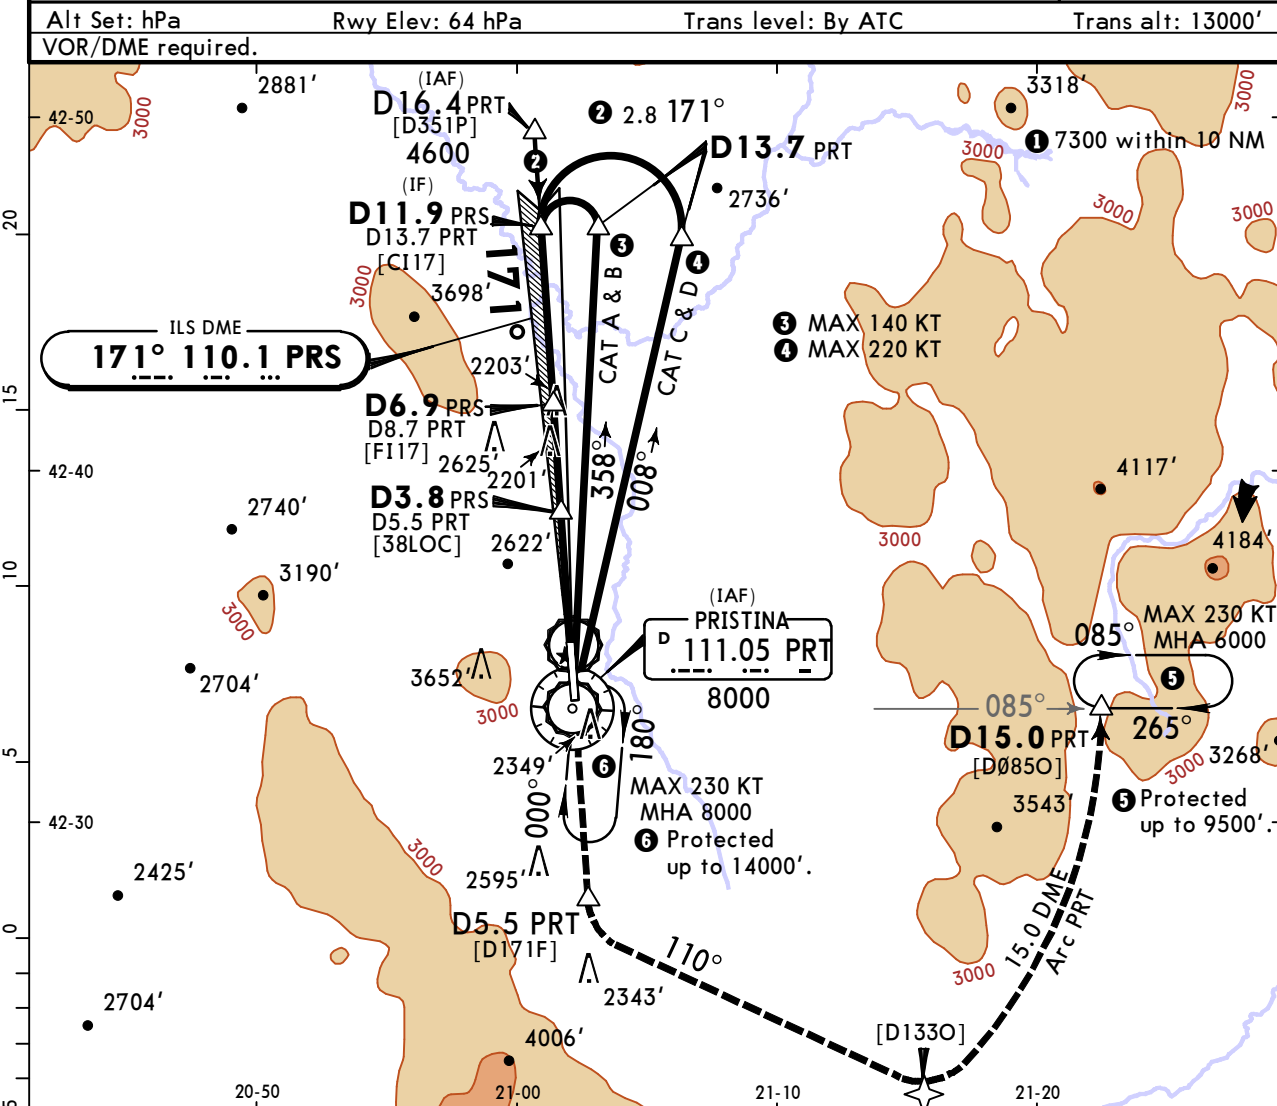 Alt Set: hPa Rwy Elev: 64 hPa Trans level: By ATC Trans alt: 13000'
VOR/DME required.
2881'
3000
42-50
(IAF)
D16.4 PRT
[D351P]
4600
2
2 2.8 171°
D13.7 PRT
3318'
3000
1 7300 within 10 NM
3000
2736'
3000
3000
20
(IF)
D11.9 PRS
D13.7 PRT
[CI17]
171°
3
4
3000
3698'
CAT A & B
CAT C & D
3 MAX 140 KT
4 MAX 220 KT
ILS DME
171° 110.1 PRS
2203'
15
D6.9 PRS
D8.7 PRT
[FI17]
2625'
2201'
358°
008°
42-40
4117'
D3.8 PRS
D5.5 PRT
[38LOC]
2740'
2622'
3000
4184'
10
3190'
3000
(IAF)
PRISTINA
D 111.05 PRT
8000
MAX 230 KT
MHA 6000
085°
5
265°
085°
D15.0 PRT
[DØ85O]
2704'
3652'
3000
180°
5
2349'
6
000°
MAX 230 KT
MHA 8000
6 Protected
up to 14000'.
3000
3268'
3543'
5 Protected
up to 9500'.
42-30
3000
2425'
2595'
D5.5 PRT
[D171F]
0
110°
15.0 DME
Arc PRT
3000
2343'
2704'
4006'
[D133O]
5
20-50 21-00 21-10 21-20